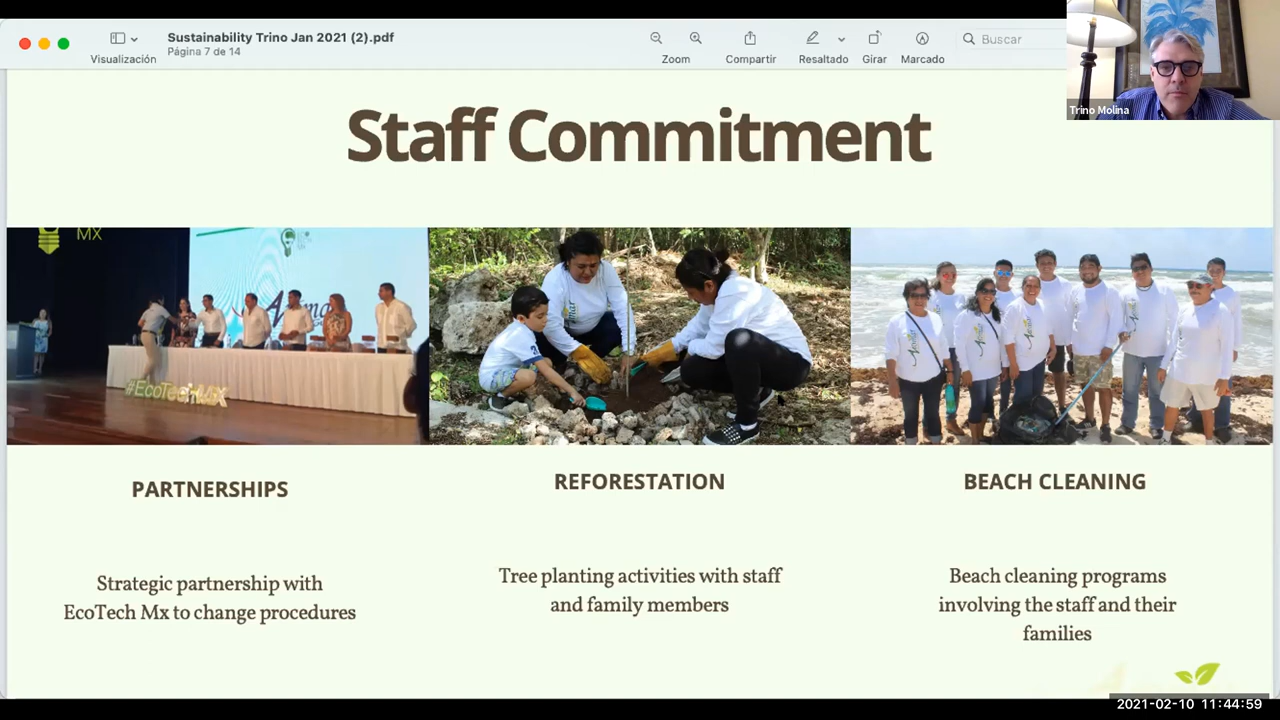 Sustainability Trino Jan 2021 (2).pdf
Página 7 de 14
Visualización
Zoom
Compartir
Resaltado
Girar
Marcado
Buscar
Trino Molina
Staff Commitment
MX
#EcoTechMX
PARTNERSHIPS
REFORESTATION
BEACH CLEANING
Strategic partnership with
EcoTech Mx to change procedures
Tree planting activities with staff
and family members
Beach cleaning programs
involving the staff and their
families
2021-02-10 11:44:59